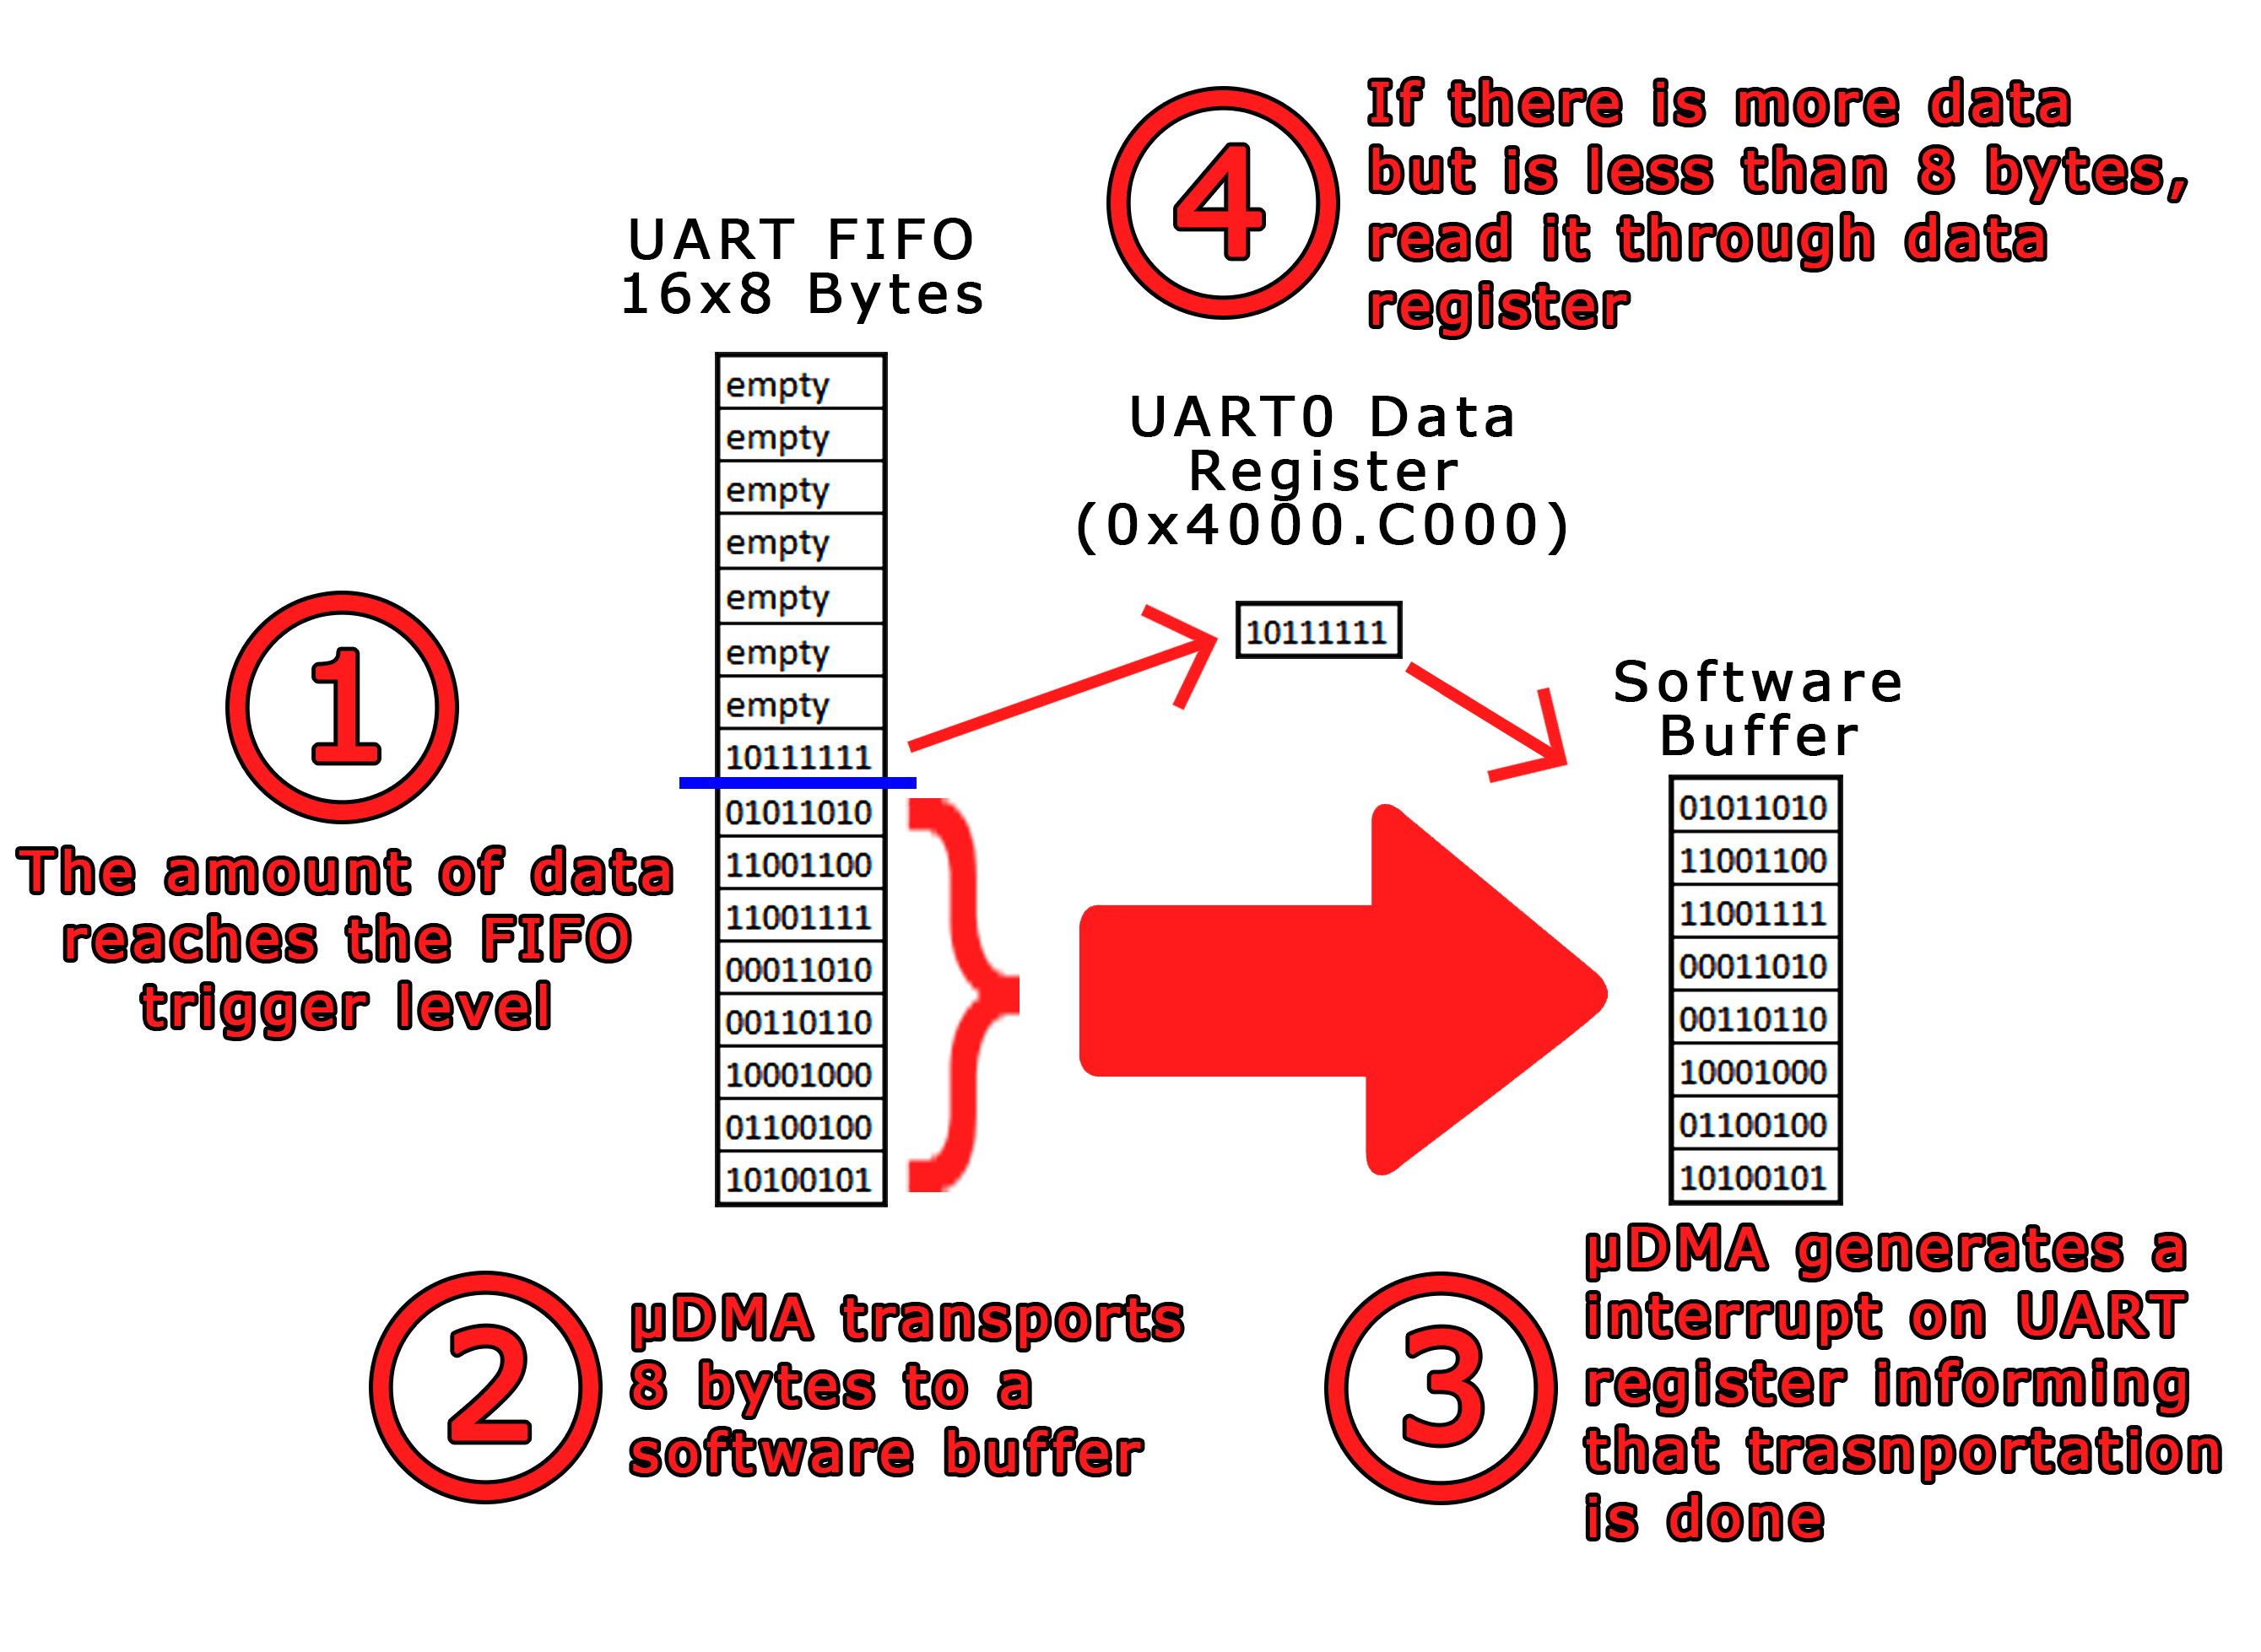 4
If there is more data
but is less than 8 bytes,
read it through data
register
UART FIFO
16x8 Bytes
empty
empty
empty
empty
empty
empty
empty
10111111
01011010
11001100
11001111
00011010
00110110
10001000
01100100
10100101
UART0 Data
Register
(0x4000.C000)
10111111
1
The amount of data
reaches the FIFO
trigger level
Software
Buffer
01011010
11001100
11001111
00011010
00110110
10001000
01100100
10100101
2
µDMA transports
8 bytes to a
software buffer
3
µDMA generates a
interrupt on UART
register informing
that trasnportation
is done